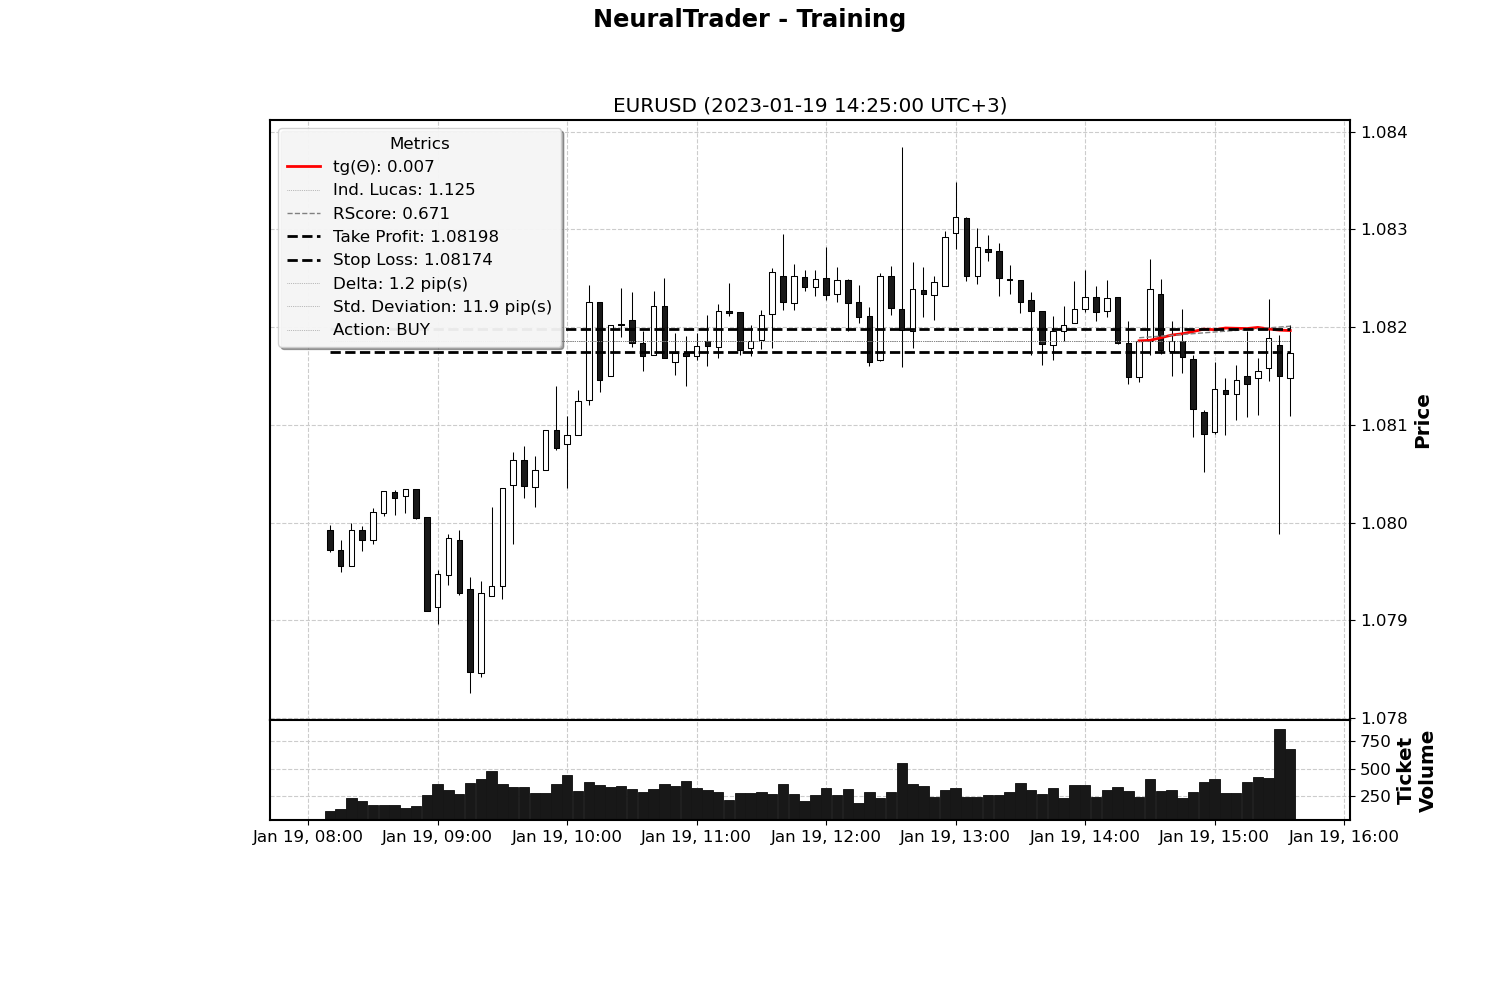 NeuralTrader - Training
EURUSD (2023-01-19 14:25:00 UTC+3)
Metrics
tg(Θ): 0.007
Ind. Lucas: 1.125
RScore: 0.671
Take Profit: 1.08198
Stop Loss: 1.08174
Delta: 1.2 pip(s)
Std. Deviation: 11.9 pip(s)
Action: BUY
1.084
1.083
1.082
1.081
1.080
1.079
1.078
Price
750
500
250
Ticket
Volume
Jan 19, 08:00
Jan 19, 09:00
Jan 19, 10:00
Jan 19, 11:00
Jan 19, 12:00
Jan 19, 13:00
Jan 19, 14:00
Jan 19, 15:00
Jan 19, 16:00